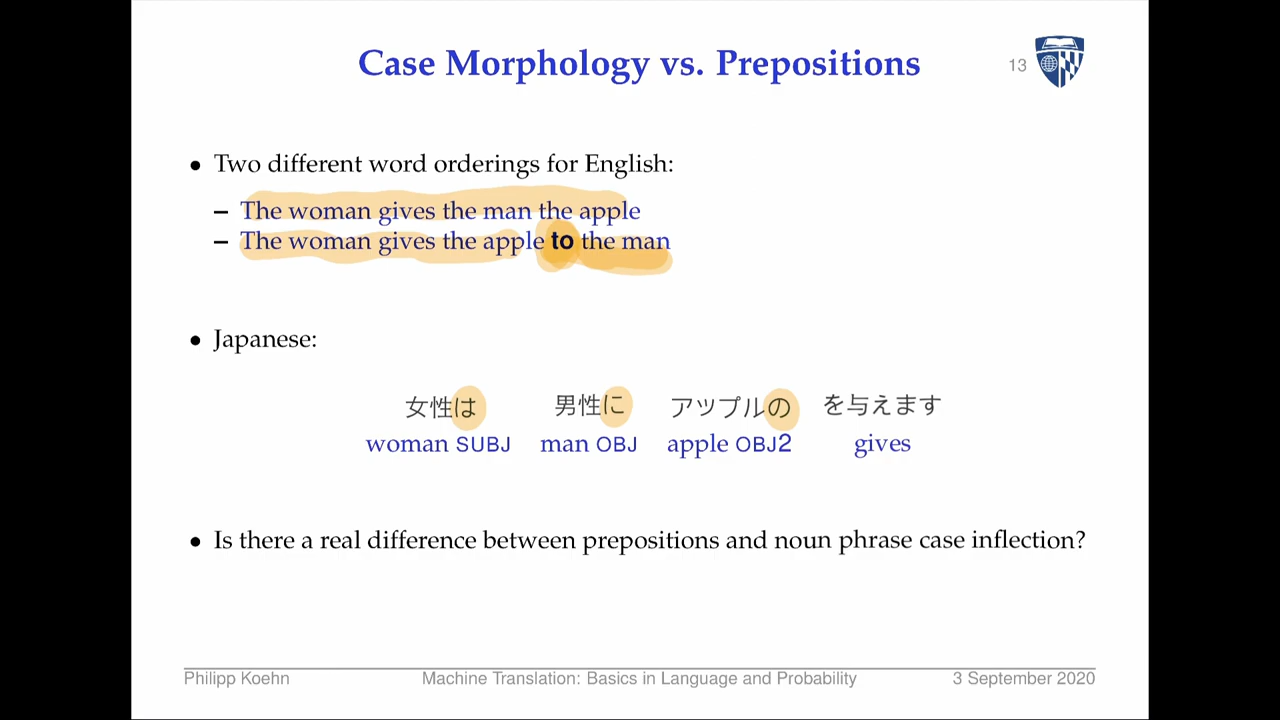 Case Morphology vs. Prepositions
13
• Two different word orderings for English:
– The woman gives the man the apple
– The woman gives the apple to the man
• Japanese:
女性は 男性に アップルの を与えます
woman SUBJ man OBJ apple OBJ2 gives
• Is there a real difference between prepositions and noun phrase case inflection?
Philipp Koehn Machine Translation: Basics in Language and Probability 3 September 2020